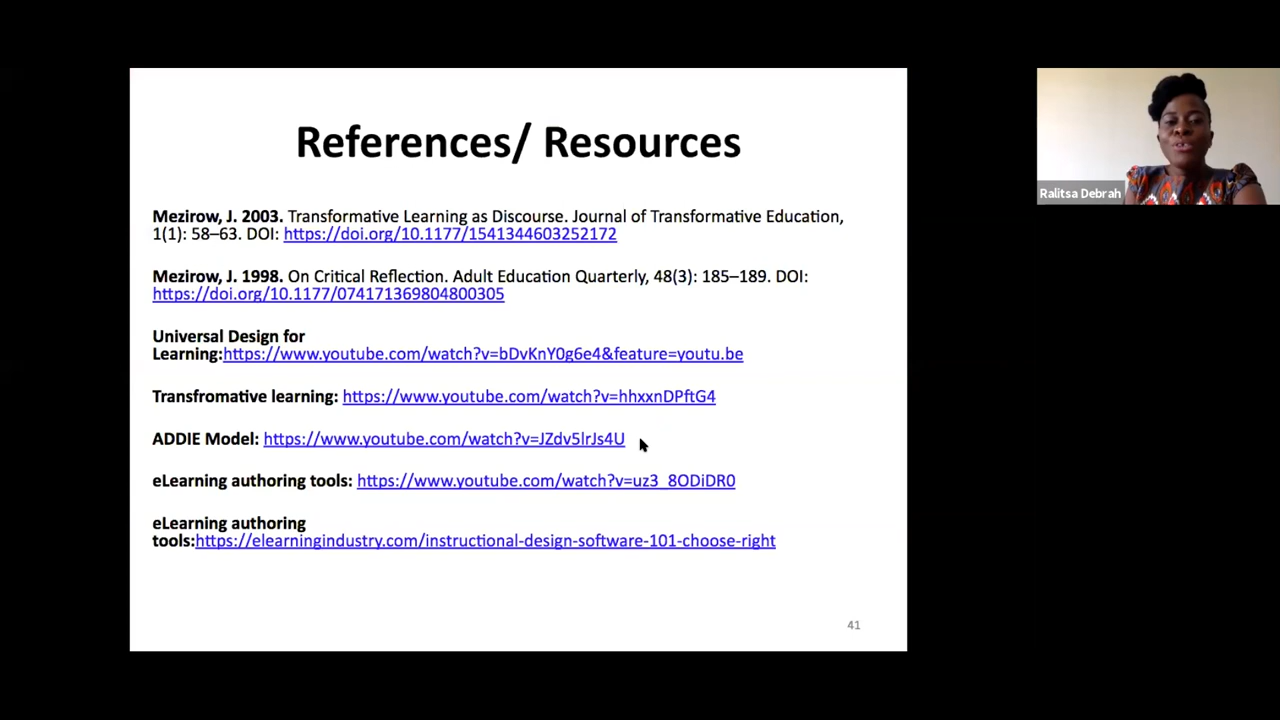 References/ Resources
Mezirow, J. 2003. Transformative Learning as Discourse. Journal of Transformative Education,
1(1): 58–63. DOI: https://doi.org/10.1177/1541344603252172
Mezirow, J. 1998. On Critical Reflection. Adult Education Quarterly, 48(3): 185–189. DOI:
https://doi.org/10.1177/074171369804800305
Universal Design for
Learning:https://www.youtube.com/watch?v=bDvKnY0g6e4&feature=youtu.be
Transfromative learning: https://www.youtube.com/watch?v=hhxxnDPftG4
ADDIE Model: https://www.youtube.com/watch?v=JZdv5lrJs4U
eLearning authoring tools: https://www.youtube.com/watch?v=uz3_8ODiDR0
eLearning authoring
tools:https://elearningindustry.com/instructional-design-software-101-choose-right
41
Ralitsa Debrah